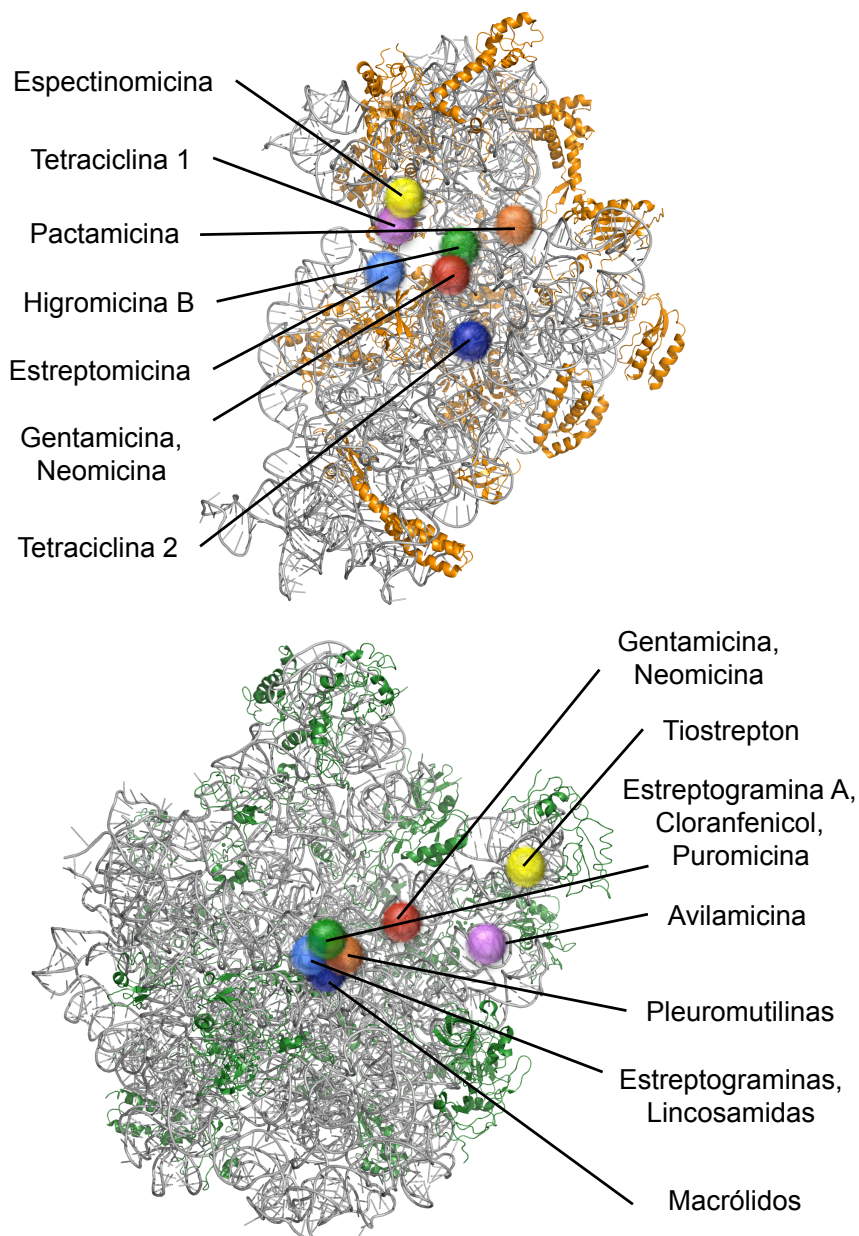 Espectinomicina
Tetraciclina 1
Pactamicina
Higromicina B
Estreptomicina
Gentamicina,
Neomicina
Tetraciclina 2
Gentamicina,
Neomicina
Tiostrepton
Estreptogramina A,
Cloranfenicol,
Puromicina
Avilamicina
Pleuromutilinas
Estreptograminas,
Lincosamidas
Macrólidos